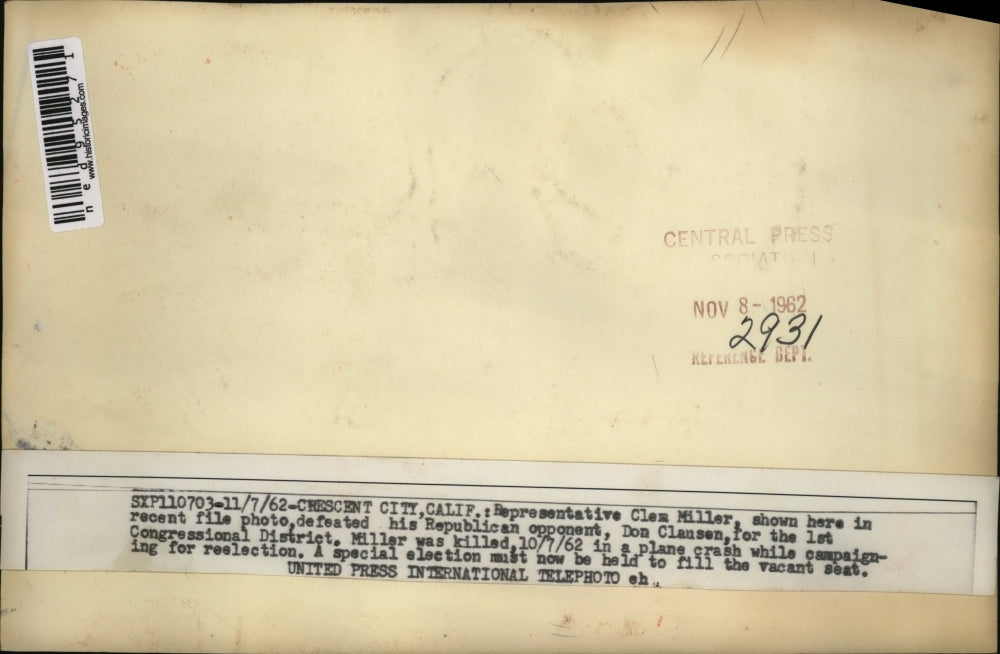 ned95271
www.historicimages.com
CENTRAL PRESS
NOV 8- 1962
2931
REFERENCE DEPT.
SXP110703-11/7/62-CRESCENT CITY,CALIF.:Representative Clem Miller, shown here in
recent file photo,defeated his Republican opponent, Don Clausen,for the 1st
Congressional District. Miller was killed,10/7/62 in a plane crash while campaign-
ing for reelection. A special election must now be held to fill the vacant seat.
UNITED PRESS INTERNATIONAL TELEPHOTO eh